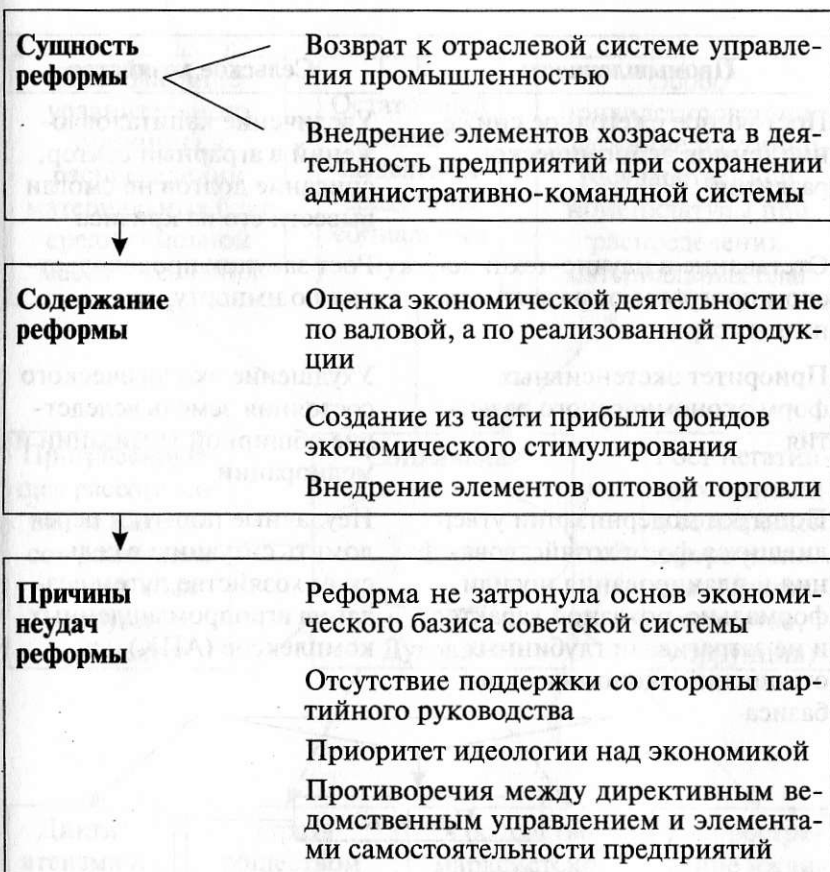 Сущность
реформы
Возврат к отраслевой системе управле-
ния промышленностью
Внедрение элементов хозрасчета в дея-
тельность предприятий при сохранении
административно-командной системы
Содержание
реформы
Оценка экономической деятельности не
по валовой, а по реализованной продук-
ции
Создание из части прибыли фондов
экономического стимулирования
Внедрение элементов оптовой торговли
Причины
неудач
реформы
Реформа не затронула основ экономи-
ческого базиса советской системы
Отсутствие поддержки со стороны пар-
тийного руководства
Приоритет идеологии над экономикой
Противоречия между директивным ве-
домственным управлением и элемента-
ми самостоятельности предприятий